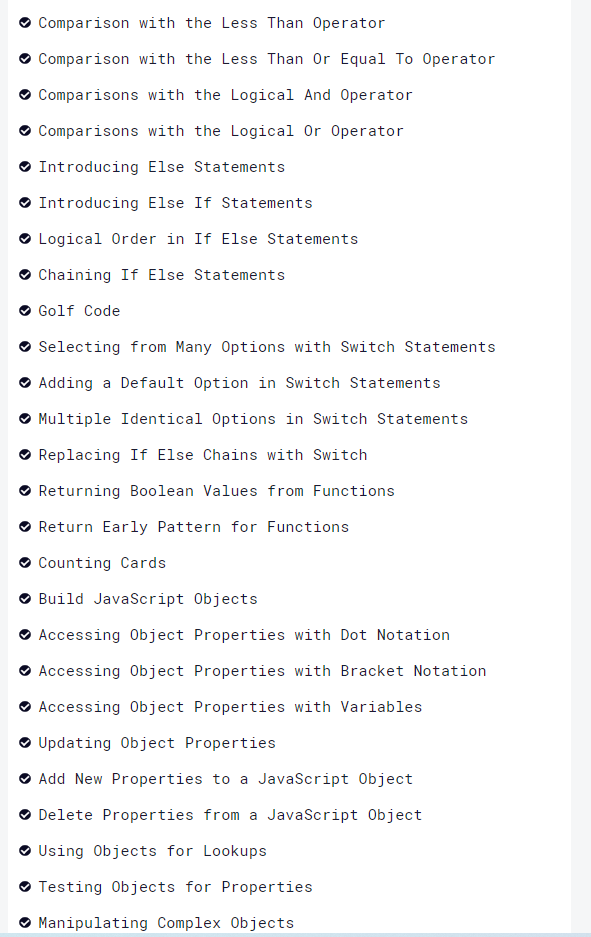 Comparison with the Less Than Operator
Comparison with the Less Than Or Equal To Operator
Comparisons with the Logical And Operator
Comparisons with the Logical Or Operator
Introducing Else Statements
Introducing Else If Statements
Logical Order in If Else Statements
Chaining If Else Statements
Golf Code
Selecting from Many Options with Switch Statements
Adding a Default Option in Switch Statements
Multiple Identical Options in Switch Statements
Replacing If Else Chains with Switch
Returning Boolean Values from Functions
Return Early Pattern for Functions
Counting Cards
Build JavaScript Objects
Accessing Object Properties with Dot Notation
Accessing Object Properties with Bracket Notation
Accessing Object Properties with Variables
Updating Object Properties
Add New Properties to a JavaScript Object
Delete Properties from a JavaScript Object
Using Objects for Lookups
Testing Objects for Properties
Manipulating Complex Objects